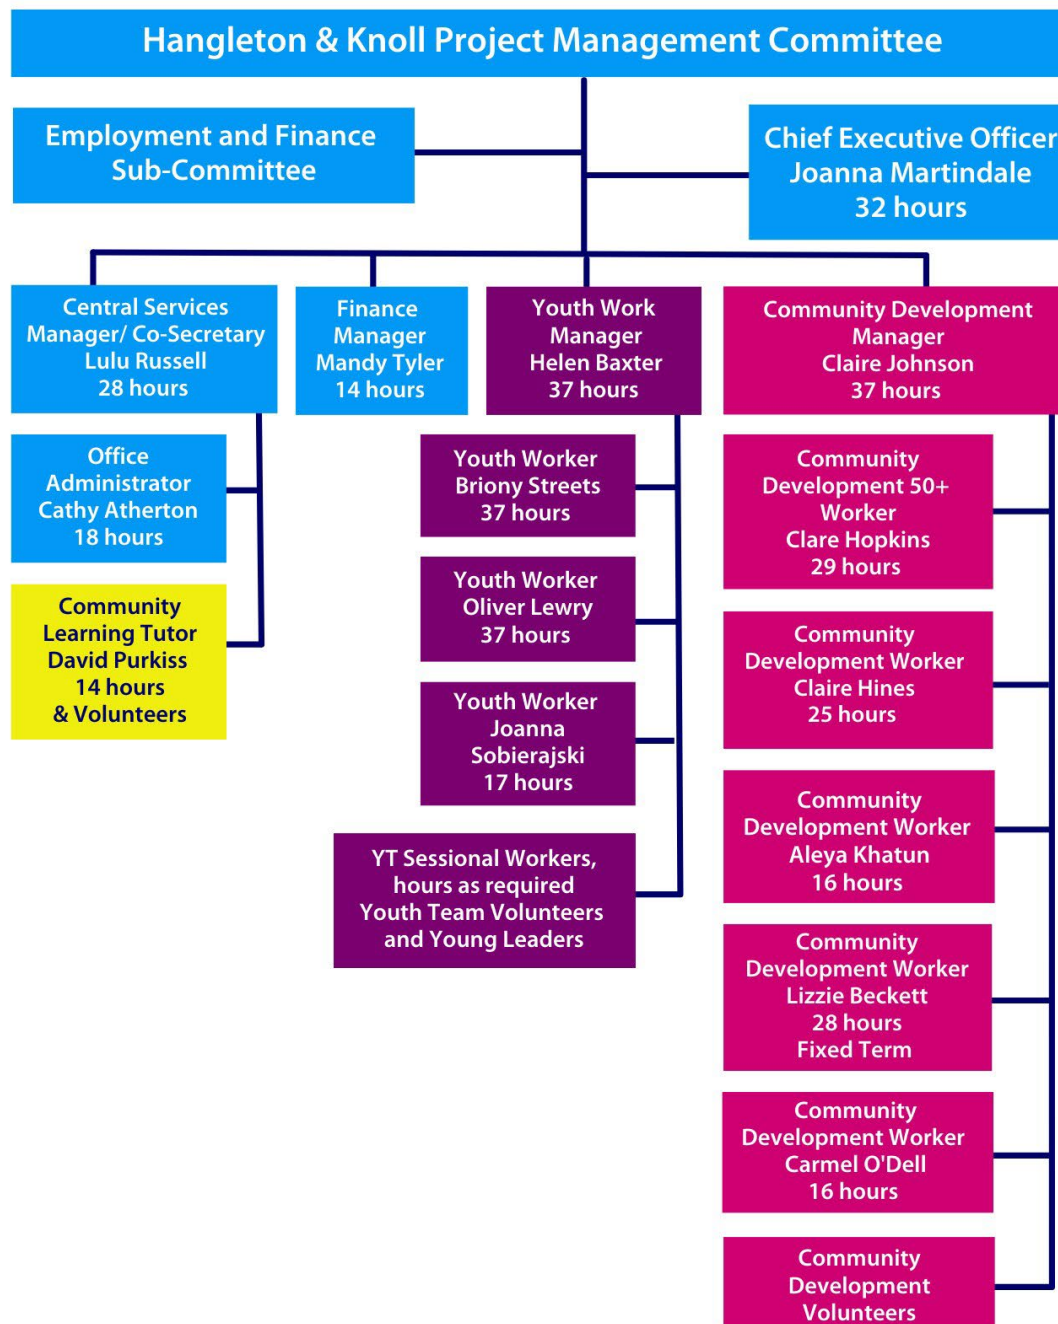 Hangleton & Knoll Project Management Committee
Employment and Finance
Sub-Committee
Chief Executive Officer
Joanna Martindale
32 hours
Central Services
Manager/ Co-Secretary
Lulu Russell
28 hours
Finance
Manager
Mandy Tyler
14 hours
Youth Work
Manager
Helen Baxter
37 hours
Community Development
Manager
Claire Johnson
37 hours
Office
Administrator
Cathy Atherton
18 hours
Community
Learning Tutor
David Purkiss
14 hours
& Volunteers
Youth Worker
Briony Streets
37 hours
Youth Worker
Oliver Lewry
37 hours
Youth Worker
Joanna
Sobierajski
17 hours
YT Sessional Workers,
hours as required
Youth Team Volunteers
and Young Leaders
Community
Development 50+
Worker
Clare Hopkins
29 hours
Community
Development Worker
Claire Hines
25 hours
Community
Development Worker
Aleya Khatun
16 hours
Community
Development Worker
Lizzie Beckett
28 hours
Fixed Term
Community
Development Worker
Carmel O'Dell
16 hours
Community
Development
Volunteers